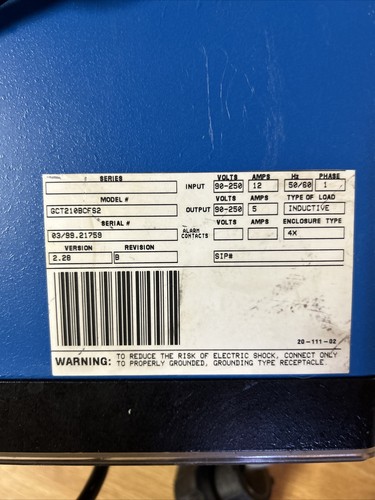 SERIES VOLTS AMPS Hz PHASE
INPUT 90-250 12 50/60 1
MODEL # VOLTS AMPS TYPE OF LOAD
GCT210BCFS2 OUTPUT 90-250 5 INDUCTIVE
SERIAL # ALARM CONTACTS VOLTS AMPS ENCLOSURE TYPE
03/99.21759 4X
VERSION REVISION
2.28 B SIP#
20-111-02
WARNING: TO REDUCE THE RISK OF ELECTRIC SHOCK, CONNECT ONLY
TO PROPERLY GROUNDED, GROUNDING TYPE RECEPTACLE.